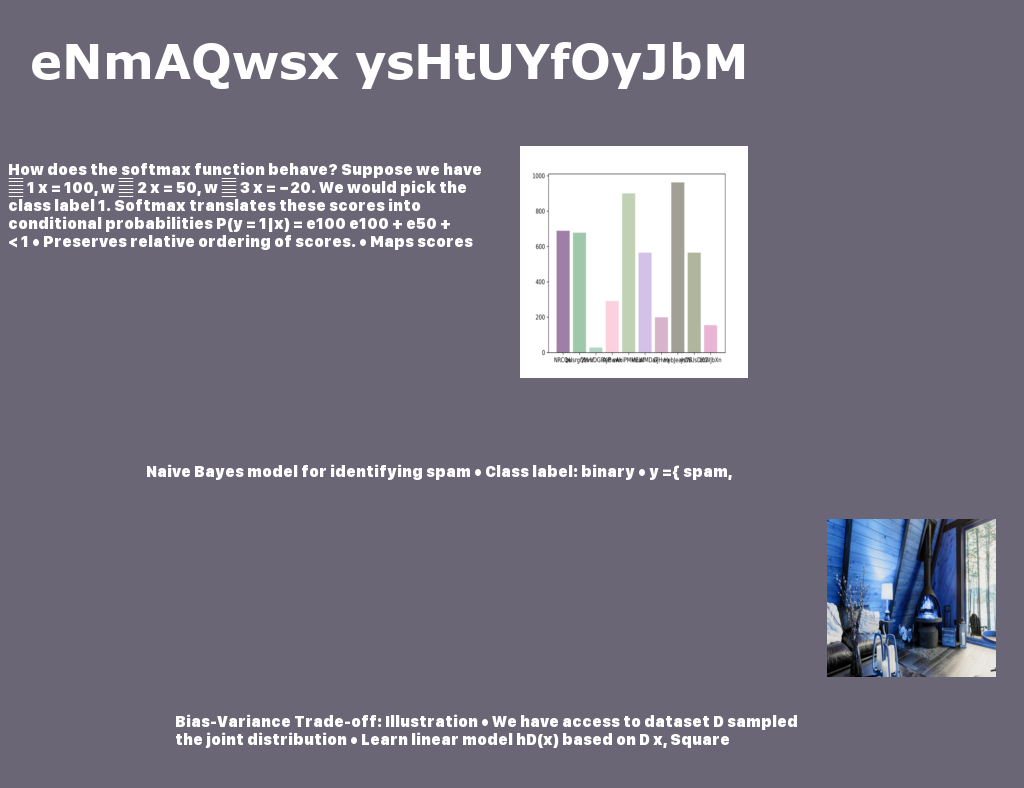 eNmAQwsx ysHtUYfOyJbM
How does the softmax function behave? Suppose we have
1 x = 100, w 2 x = 50, w 3 x = −20. We would pick the
class label 1. Softmax translates these scores into
conditional probabilities P(y = 1|x) = e100 e100 + e50 +
< 1 • Preserves relative ordering of scores. • Maps scores
1000
800
600
400
200
0
Naive Bayes model for identifying spam • Class label: binary • y ={ spam,
Bias-Variance Trade-off: Illustration • We have access to dataset D sampled
the joint distribution • Learn linear model hD(x) based on D x, Square